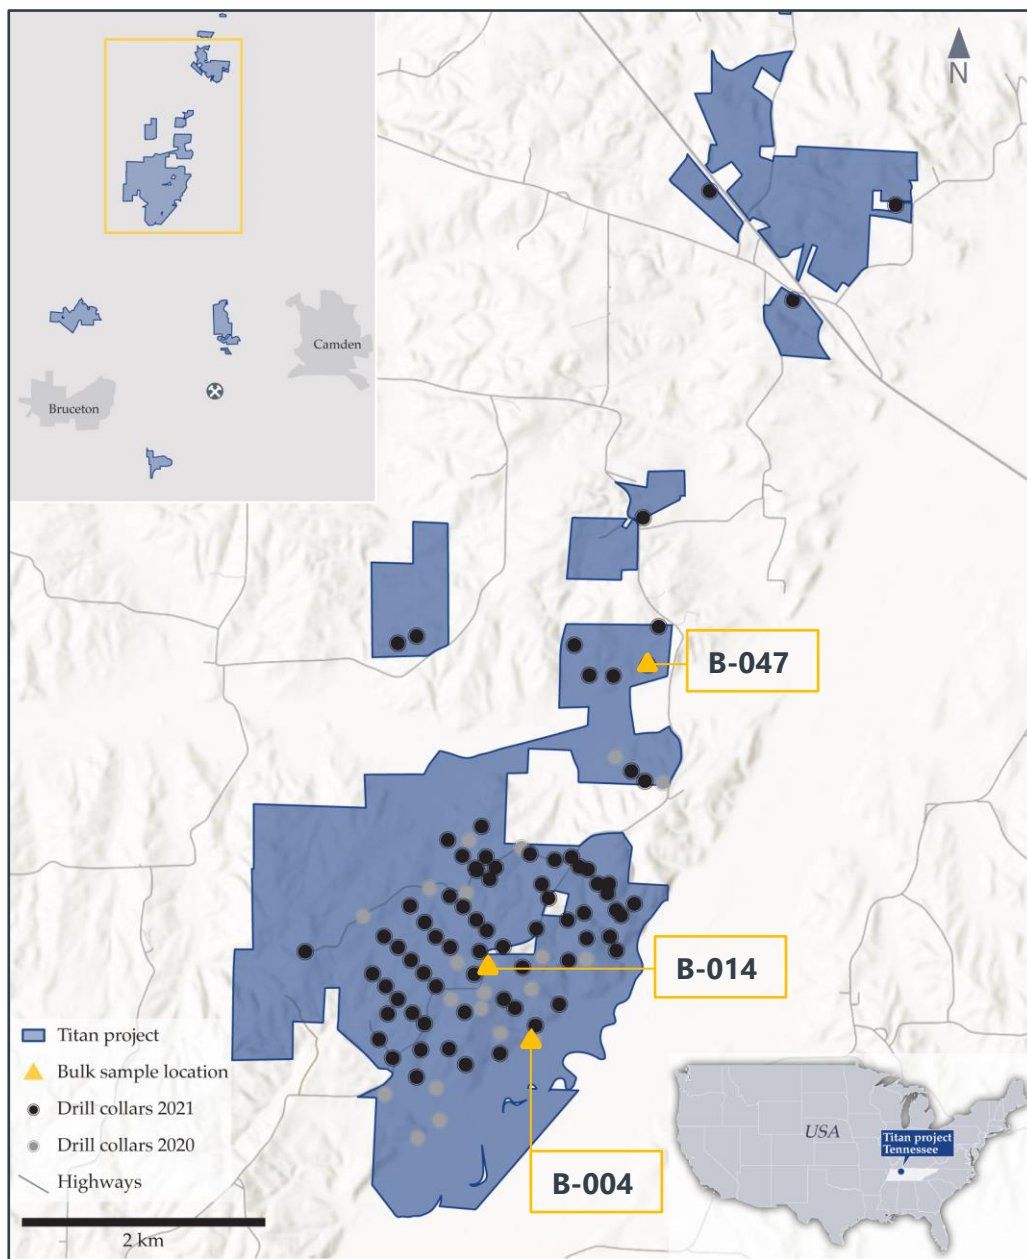 N
Camden
Bruceton
B-047
B-014
B-004
Titan project
Bulk sample location
Drill collars 2021
Drill collars 2020
Highways
2 km
USA
Titan project
Tennessee